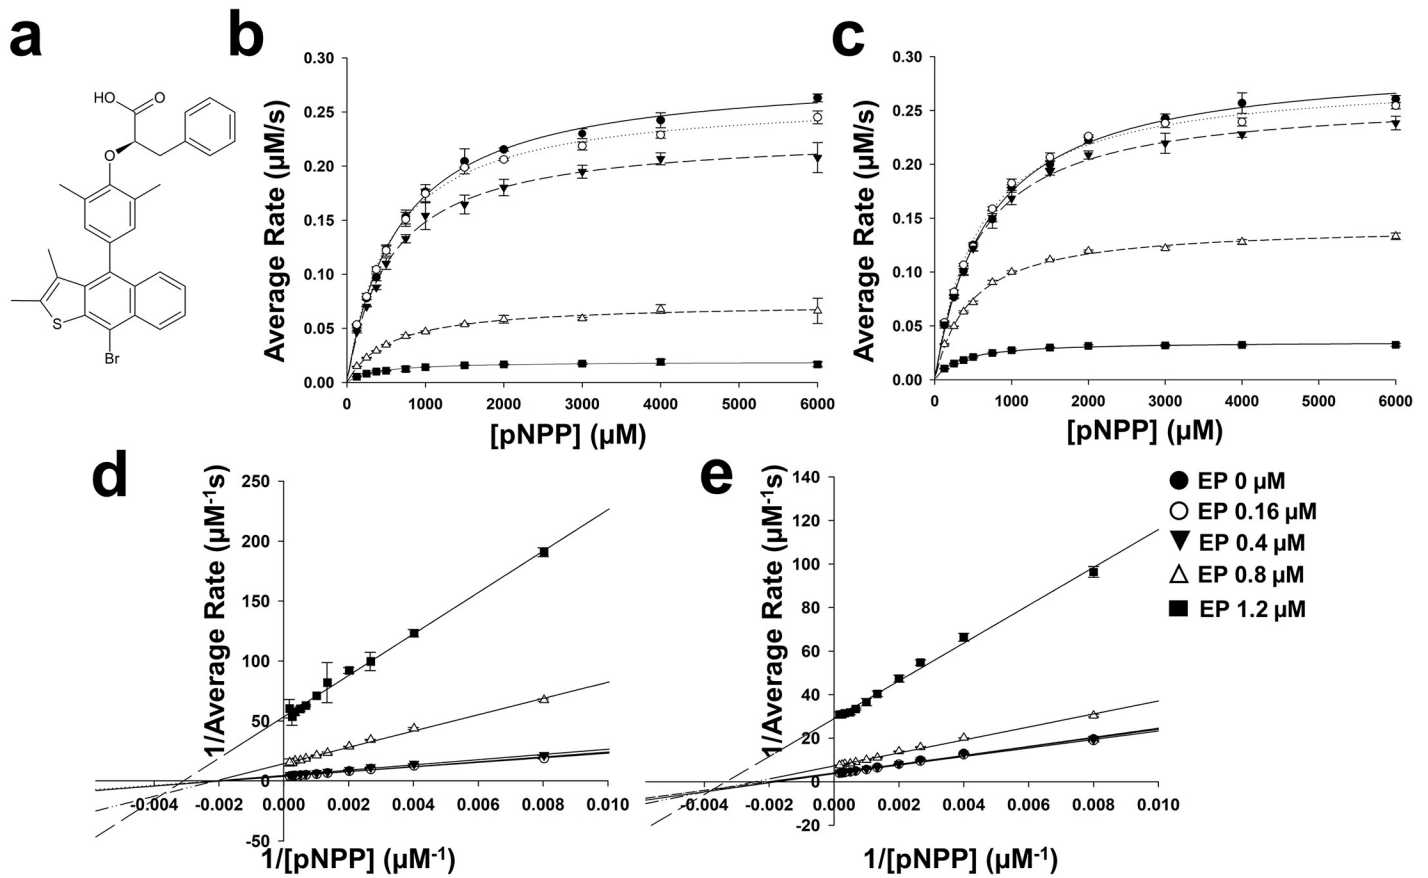 a
HO
O
O
S
Br
b
Average Rate (µM/s)
0.30
0.25
0.20
0.15
0.10
0.05
0.00
0 1000 2000 3000 4000 5000 6000
[pNPP] (µM)
c
Average Rate (µM/s)
0.30
0.25
0.20
0.15
0.10
0.05
0.00
0 1000 2000 3000 4000 5000 6000
[pNPP] (µM)
d
1/Average Rate (µM-1s)
250
200
150
100
50
0
-50
-0.004 -0.002 0.000 0.002 0.004 0.006 0.008 0.010
1/[pNPP] (µM-1)
e
1/Average Rate (µM-1s)
140
120
100
80
60
40
20
0
-20
-0.004 -0.002 0.000 0.002 0.004 0.006 0.008 0.010
1/[pNPP] (µM-1)
EP 0 µM
EP 0.16 µM
EP 0.4 µM
EP 0.8 µM
EP 1.2 µM